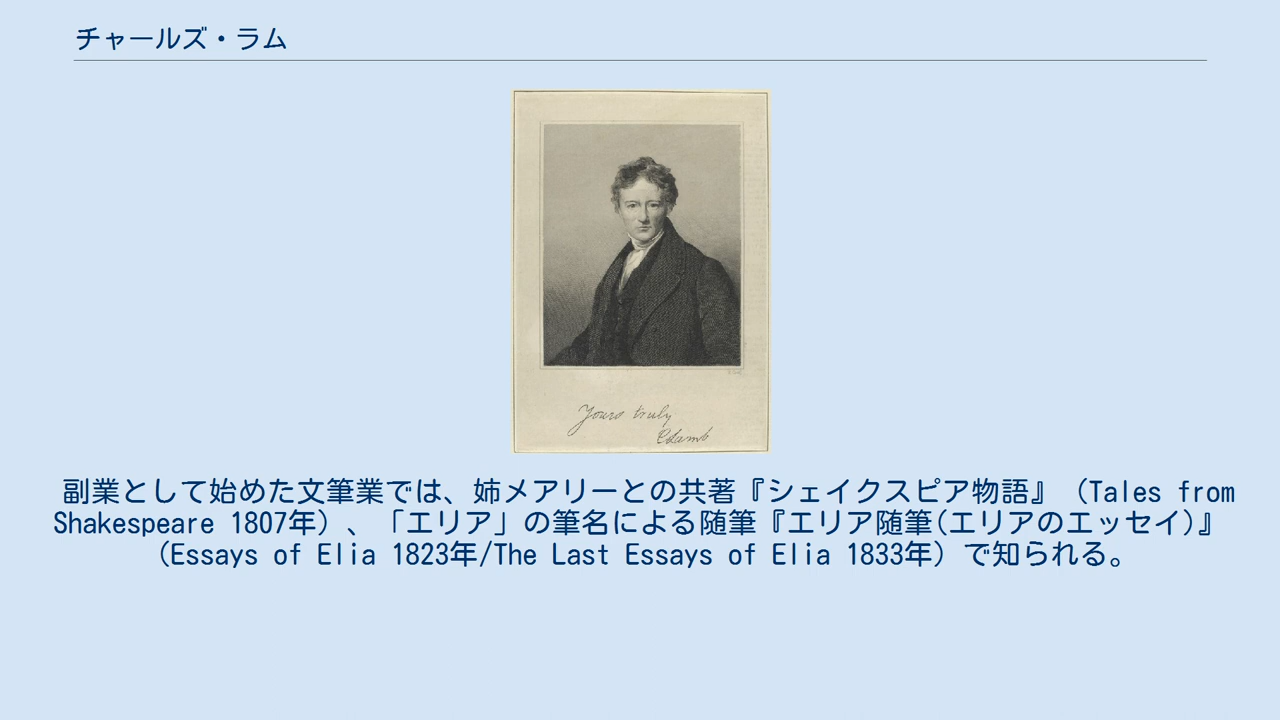 チャールズ・ラム
Yours truly
C Lamb
副業として始めた文筆業では、姉メアリーとの共著『シェイクスピア物語』（Tales from
Shakespeare 1807年）、「エリア」の筆名による随筆『エリア随筆(エリアのエッセイ)』
（Essays of Elia 1823年/The Last Essays of Elia 1833年）で知られる。